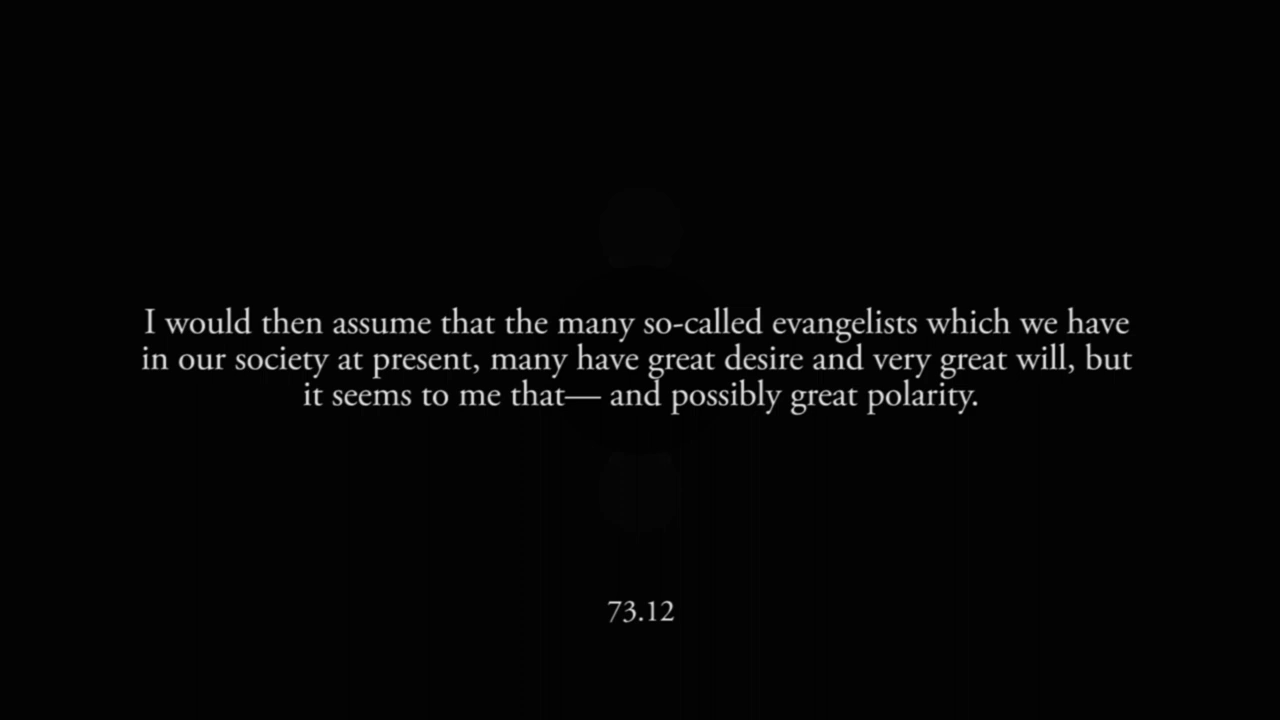 I would then assume that the many so-called evangelists which we have
in our society at present, many have great desire and very great will, but
it seems to me that— and possibly great polarity.
73.12